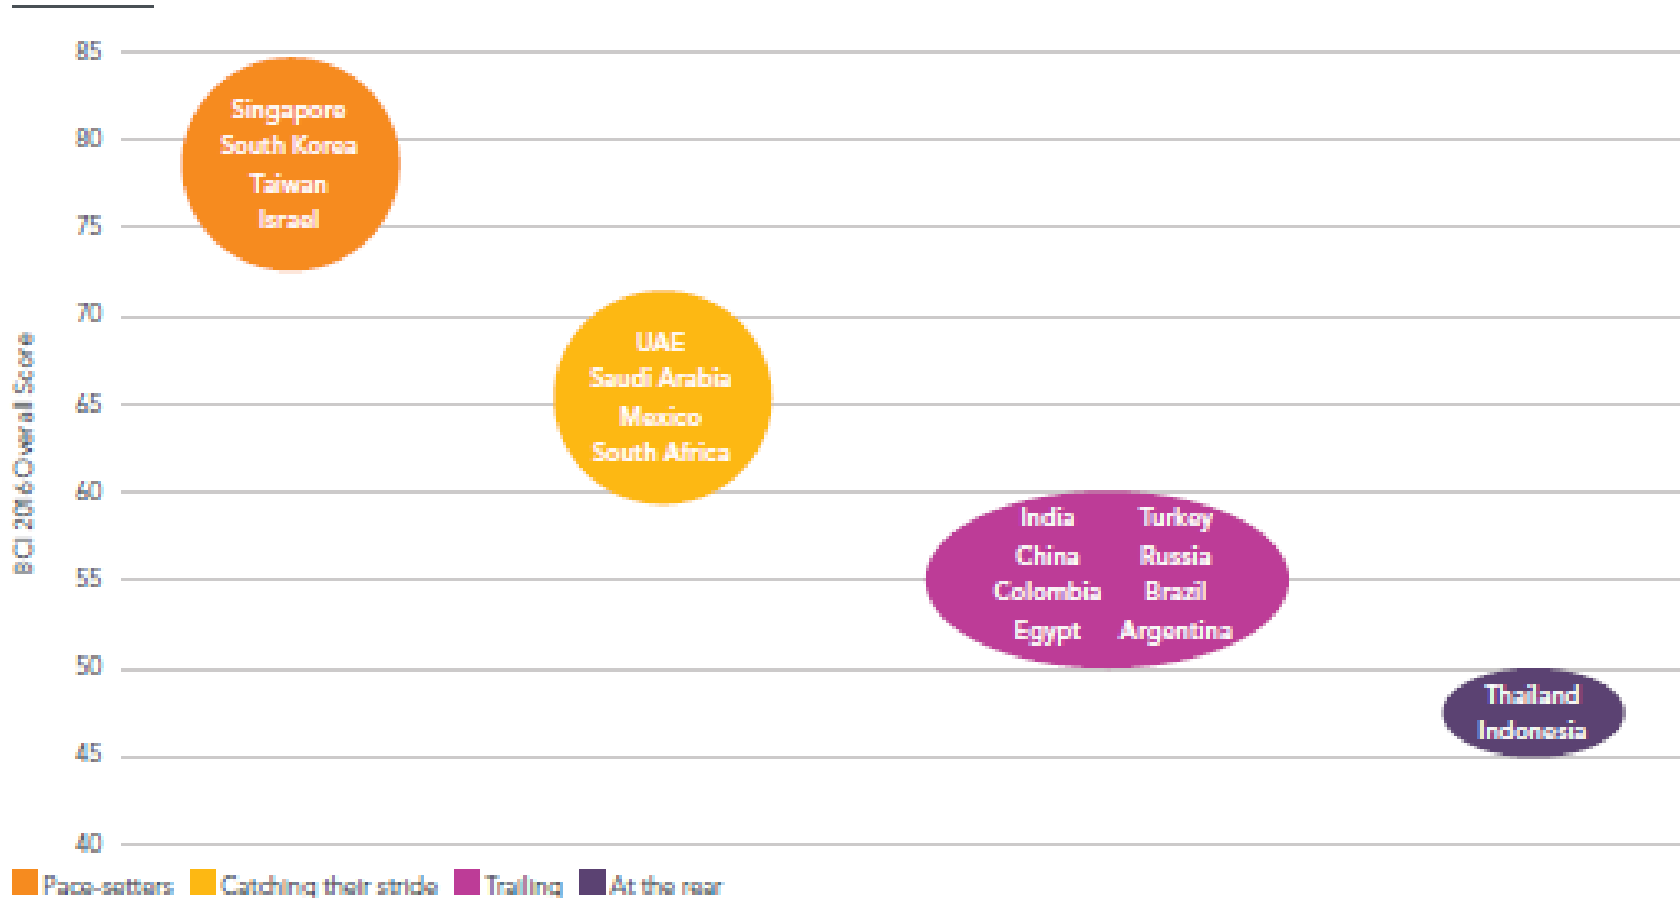 85
80
75
70
65
60
55
50
45
40
BCI 2016 Overall Score
Singapore
South Korea
Taiwan
Israel
UAE
Saudi Arabia
Mexico
South Africa
India Turkey
China Russia
Colombia Brazil
Egypt Argentina
Thailand
Indonesia
Pace-setters Catching their stride Trailing At the rear